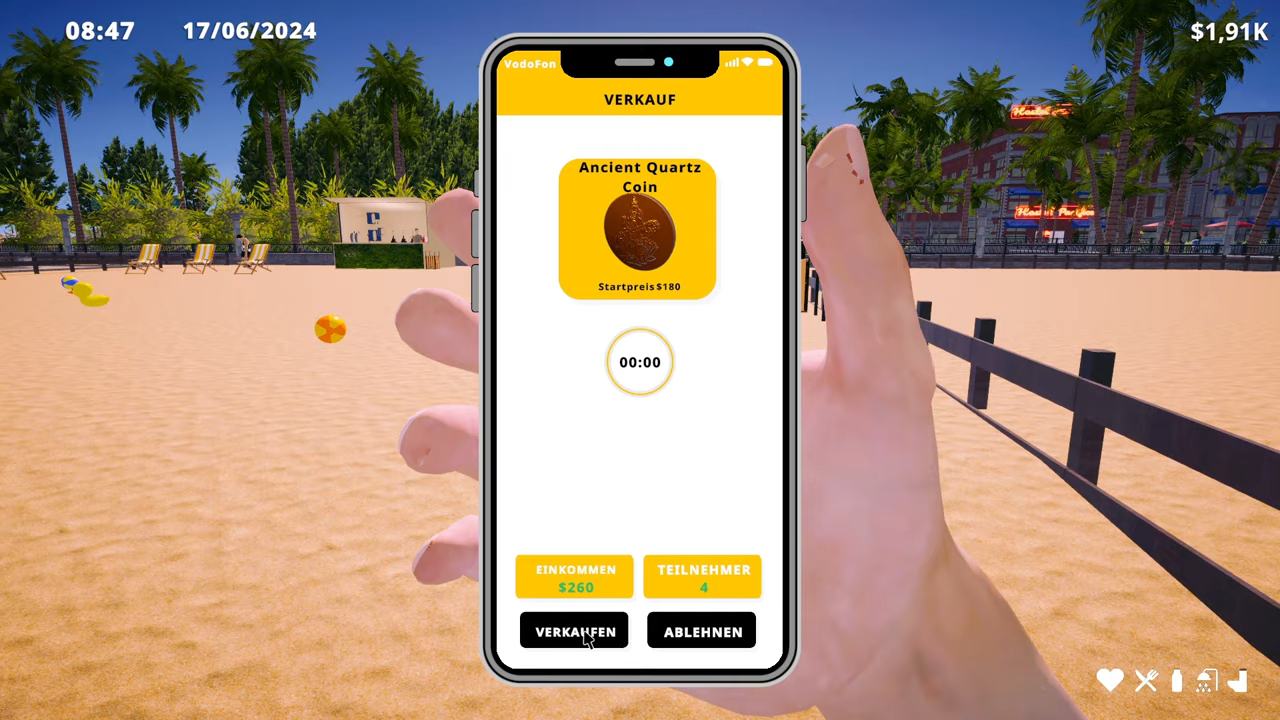 08:47
17/06/2024
$1,91K
VodoFon
VERKAUF
Ancient Quartz
Coin
Startpreis $180
00:00
EINKOMMEN
$260
TEILNEHMER
4
VERKAUFEN
ABLEHNEN